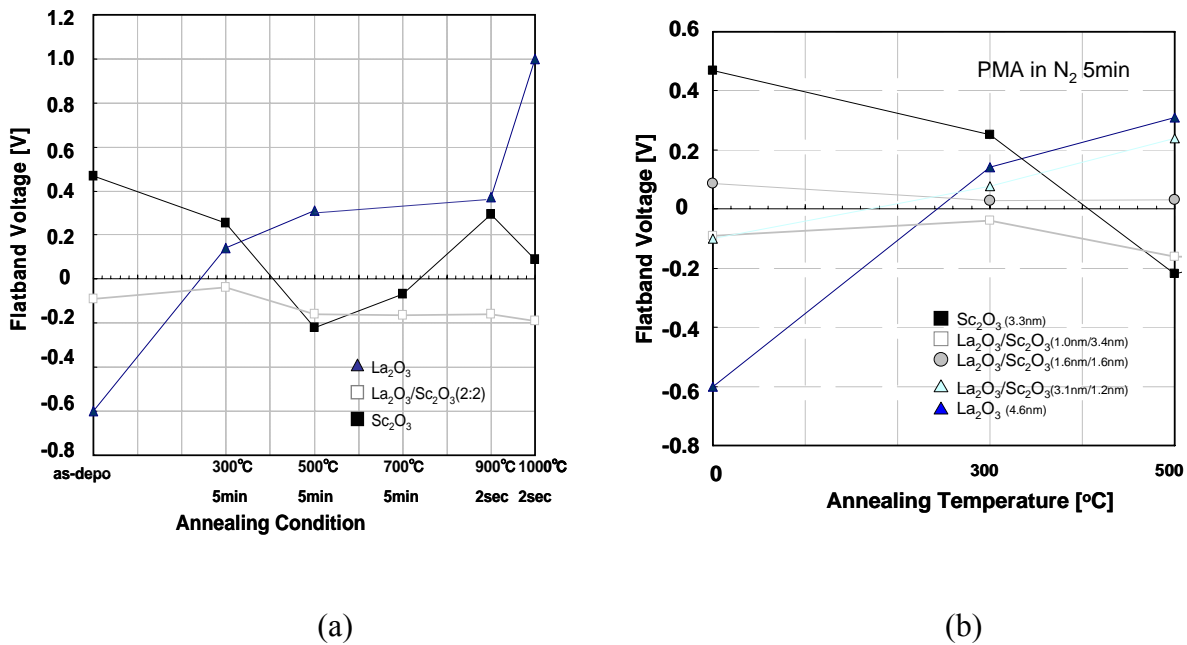 1.2
1.0
0.8
0.6
0.4
0.2
0
-0.2
-0.4
-0.6
-0.8
Flatband Voltage [V]
La₂O₃
La₂O₃/Sc₂O₃(2:2)
Sc₂O₃
as-depo 300℃ 500℃ 700℃ 900℃ 1000℃
5min 5min 5min 2sec 2sec
Annealing Condition
(a)
0.6
0.4
0.2
0
-0.2
-0.4
-0.6
-0.8
Flatband Voltage [V]
PMA in N₂ 5min
Sc₂O₃ (3.3nm)
La₂O₃/Sc₂O₃(1.0nm/3.4nm)
La₂O₃/Sc₂O₃(1.6nm/1.6nm)
La₂O₃/Sc₂O₃(3.1nm/1.2nm)
La₂O₃ (4.6nm)
0 300 500
Annealing Temperature [°C]
(b)